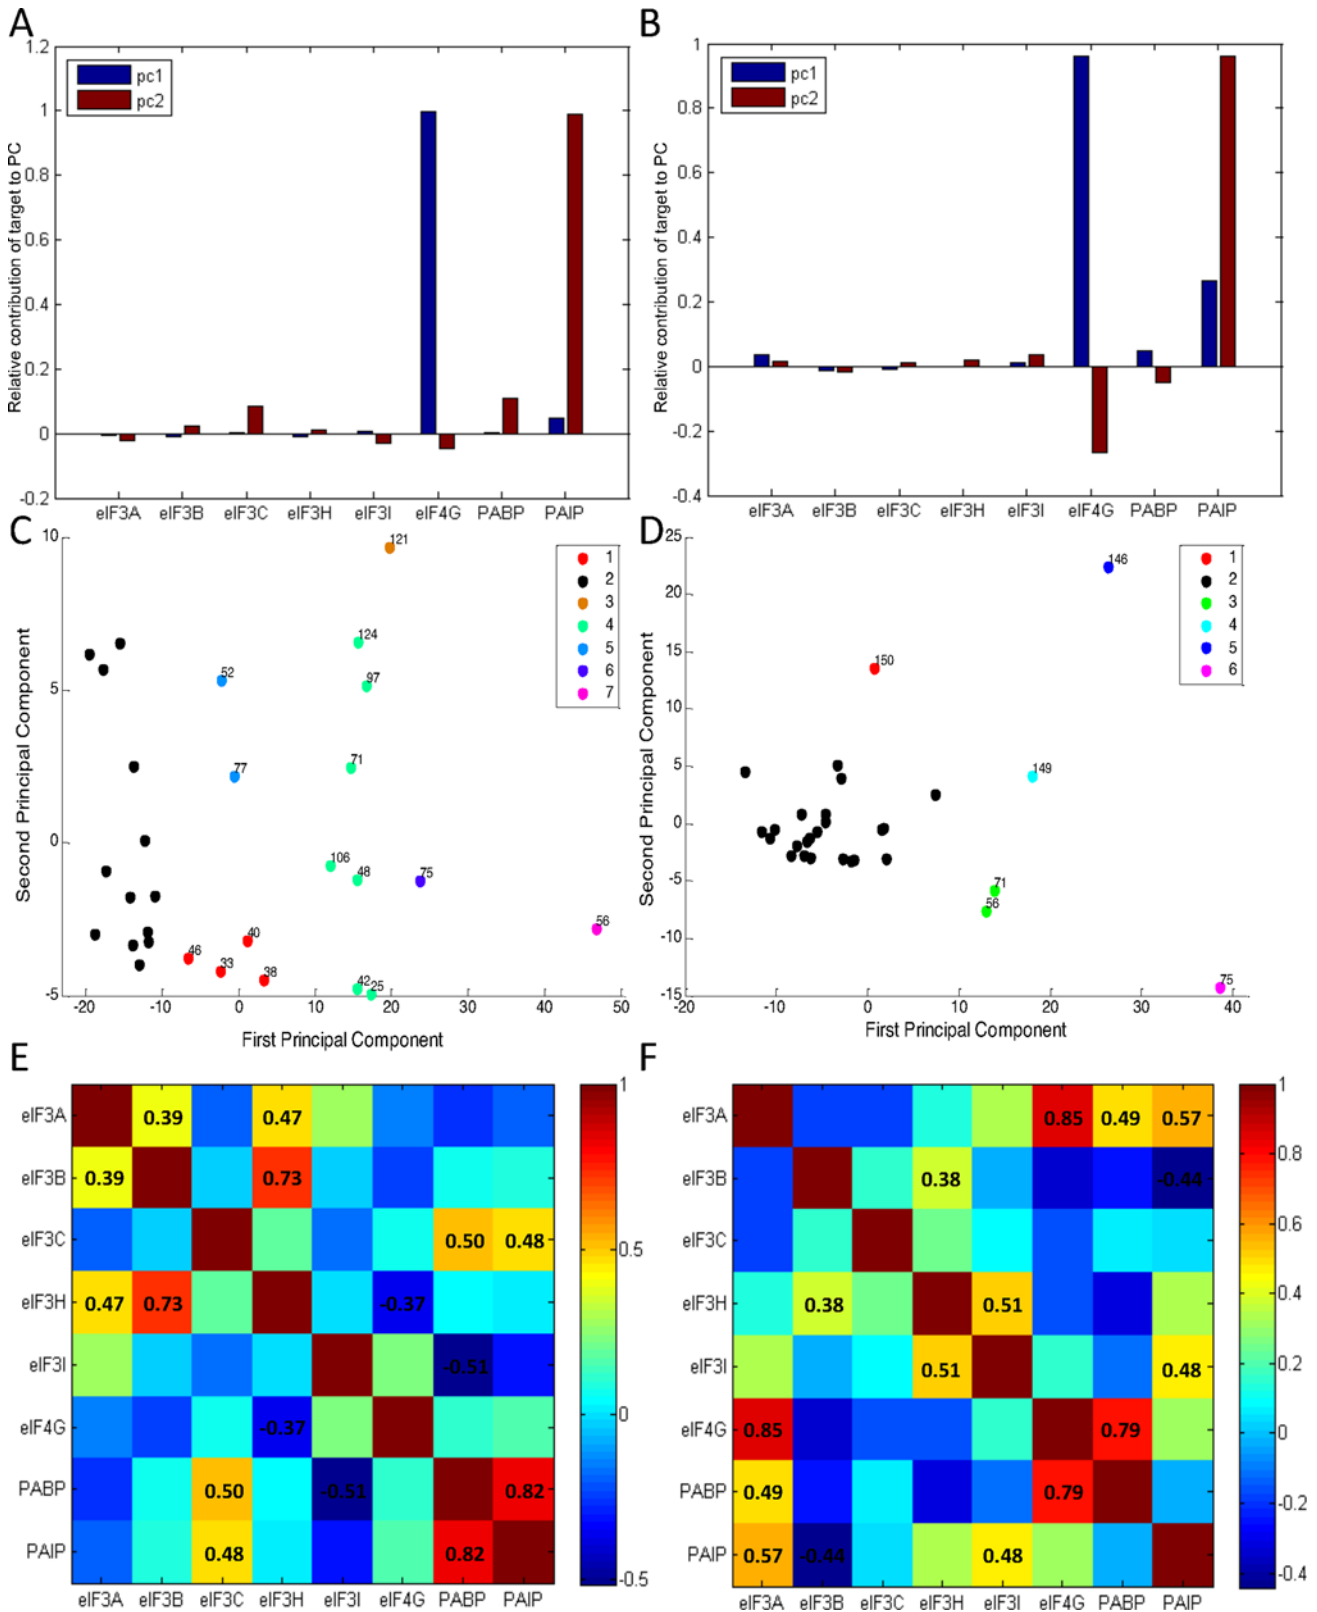 A
Relative contribution of target to PC
1.2
1
0.8
0.6
0.4
0.2
0
-0.2
pc1
pc2
eIF3A eIF3B eIF3C eIF3H eIF3I eIF4G PABP PAIP
B
Relative contribution of target to PC
1
0.8
0.6
0.4
0.2
0
-0.2
-0.4
pc1
pc2
eIF3A eIF3B eIF3C eIF3H eIF3I eIF4G PABP PAIP
C
Second Principal Component
10
5
0
-5
121
124
97
52
71
77
106
48
75
56
40
46
33
38
42
25
1
2
3
4
5
6
7
-20 -10 0 10 20 30 40 50
First Principal Component
D
Second Principal Component
25
20
15
10
5
0
-5
-10
-15
146
150
149
71
56
75
1
2
3
4
5
6
-20 -10 0 10 20 30 40
First Principal Component
E
eIF3A 0.39 0.47
eIF3B 0.39 0.73
eIF3C 0.50 0.48
eIF3H 0.47 0.73 -0.37
eIF3I -0.51
eIF4G -0.37
PABP 0.50 -0.51 0.82
PAIP 0.48 0.82
eIF3A eIF3B eIF3C eIF3H eIF3I eIF4G PABP PAIP
1
0.5
0
-0.5
F
eIF3A 0.85 0.49 0.57
eIF3B 0.38 -0.44
eIF3C
eIF3H 0.38 0.51
eIF3I 0.51 0.48
eIF4G 0.85 0.79
PABP 0.49 0.79
PAIP 0.57 -0.44 0.48
eIF3A eIF3B eIF3C eIF3H eIF3I eIF4G PABP PAIP
1
0.8
0.6
0.4
0.2
0
-0.2
-0.4